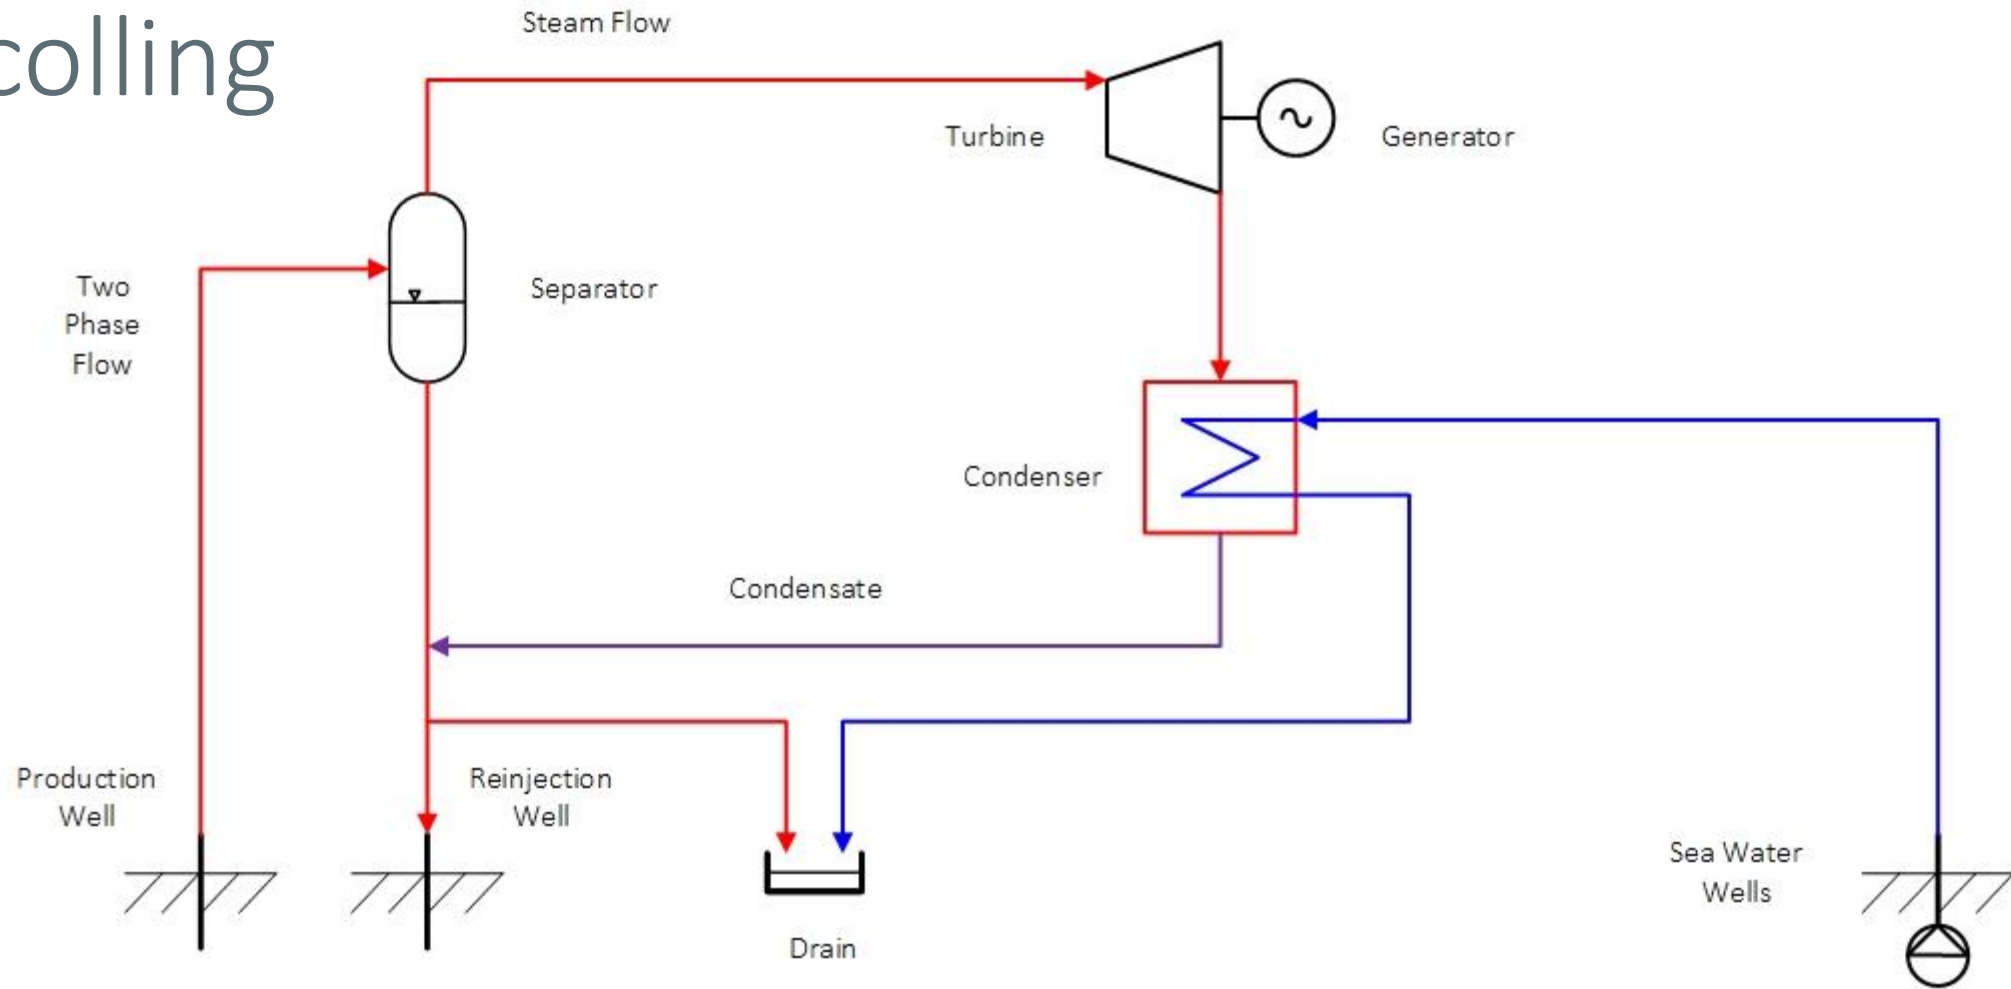 colling
Steam Flow
Turbine
Generator
Two
Phase
Flow
Separator
Condenser
Condensate
Production
Well
Reinjection
Well
Sea Water
Wells
Drain